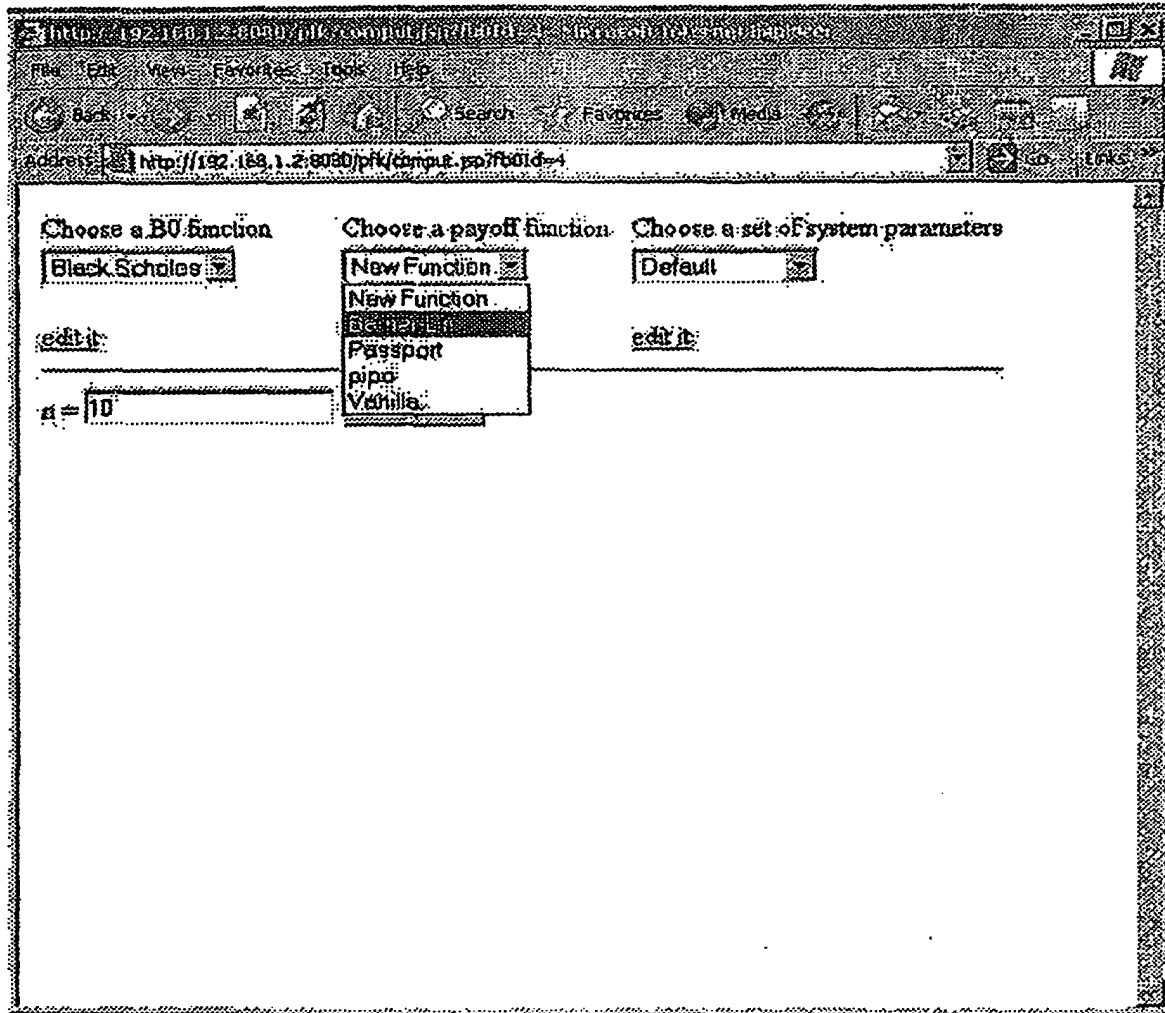 File Edit View Favorites Tools Help
Back Search Favorites Media
Address http://192.168.1.2:8080/pfk/comput.jsp?fb0Id=4 Go Links
Choose a B0 function Choose a payoff function Choose a set of system parameters
Black Scholes New Function Default
New Function
edit it edit it
Passport
pipo
n = 10 Vanilla